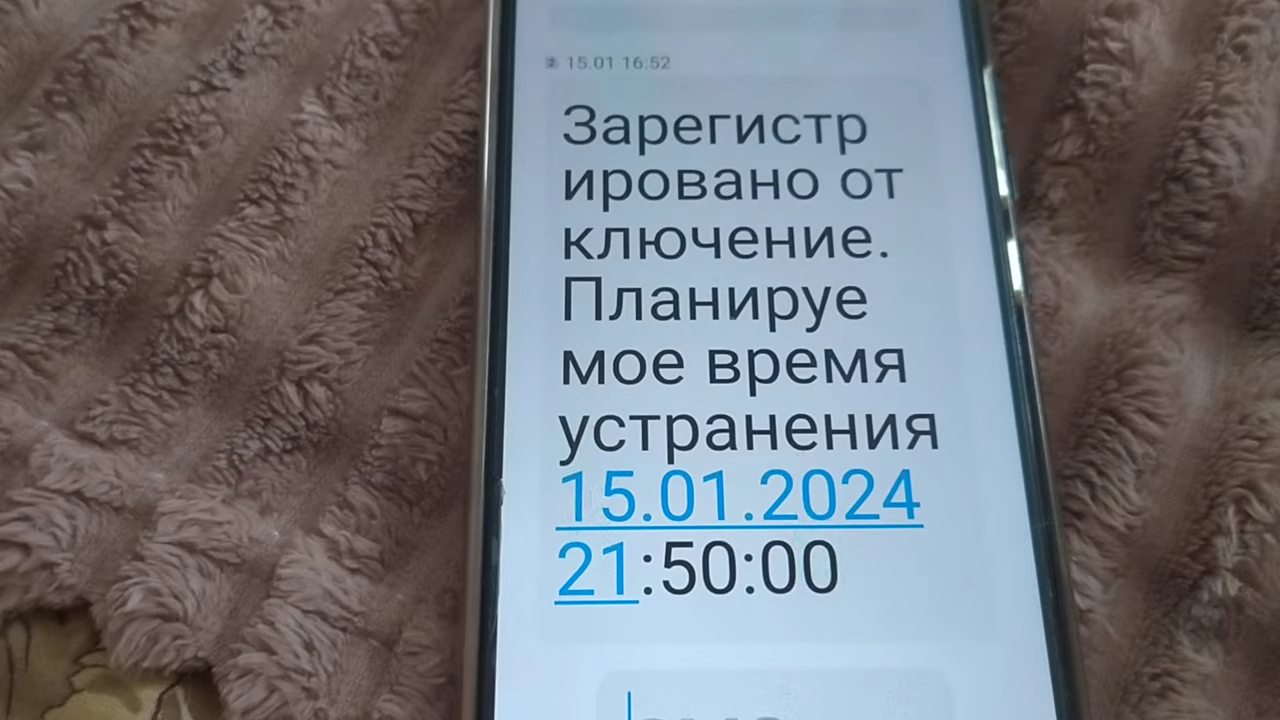 15.01 16:52
Зарегистр
ировано от
ключение.
Планируе
мое время
устранения
15.01.2024
21:50:00